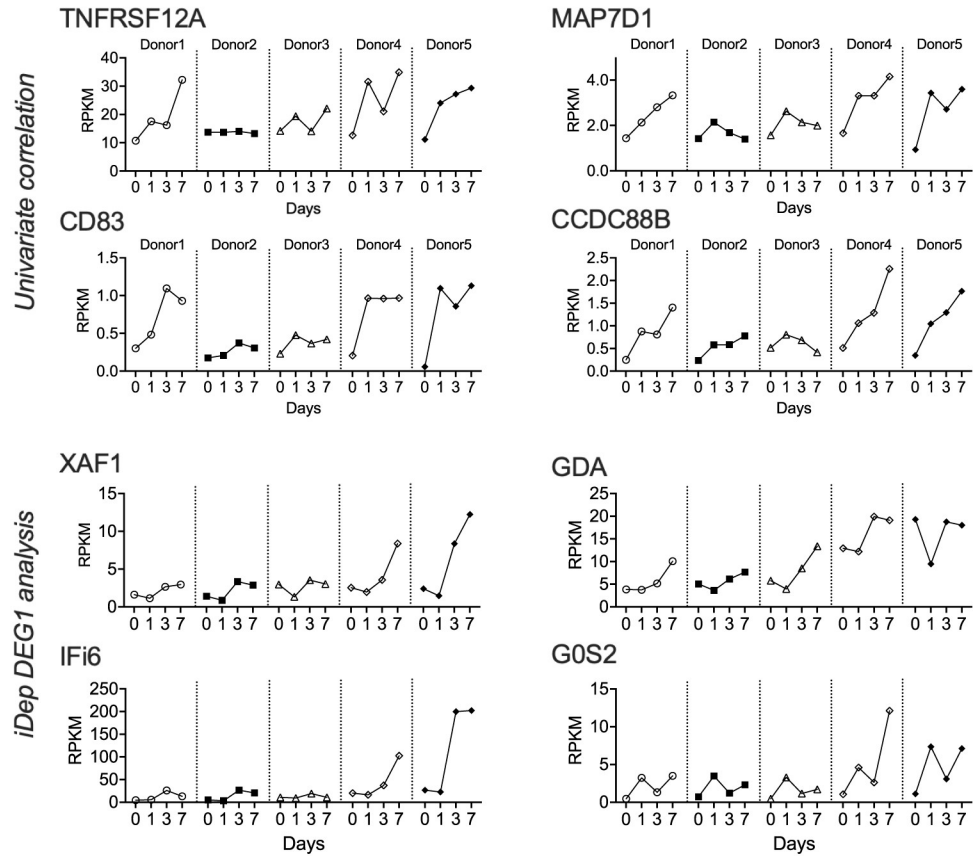 Univariate correlation
TNFRSF12A
Donor1 Donor2 Donor3 Donor4 Donor5
RPKM
40
30
20
10
0
0 1 3 7 0 1 3 7 0 1 3 7 0 1 3 7 0 1 3 7
Days
MAP7D1
Donor1 Donor2 Donor3 Donor4 Donor5
RPKM
4.0
2.0
0.0
0 1 3 7 0 1 3 7 0 1 3 7 0 1 3 7 0 1 3 7
Days
CD83
Donor1 Donor2 Donor3 Donor4 Donor5
RPKM
1.5
1.0
0.5
0.0
0 1 3 7 0 1 3 7 0 1 3 7 0 1 3 7 0 1 3 7
Days
CCDC88B
Donor1 Donor2 Donor3 Donor4 Donor5
RPKM
2.5
2.0
1.5
1.0
0.5
0.0
0 1 3 7 0 1 3 7 0 1 3 7 0 1 3 7 0 1 3 7
Days
iDep DEG1 analysis
XAF1
RPKM
15
10
5
0
0 1 3 7 0 1 3 7 0 1 3 7 0 1 3 7 0 1 3 7
GDA
RPKM
25
20
15
10
5
0
0 1 3 7 0 1 3 7 0 1 3 7 0 1 3 7 0 1 3 7
IFi6
RPKM
250
200
150
100
50
0
0 1 3 7 0 1 3 7 0 1 3 7 0 1 3 7 0 1 3 7
Days
G0S2
RPKM
15
10
5
0
0 1 3 7 0 1 3 7 0 1 3 7 0 1 3 7 0 1 3 7
Days